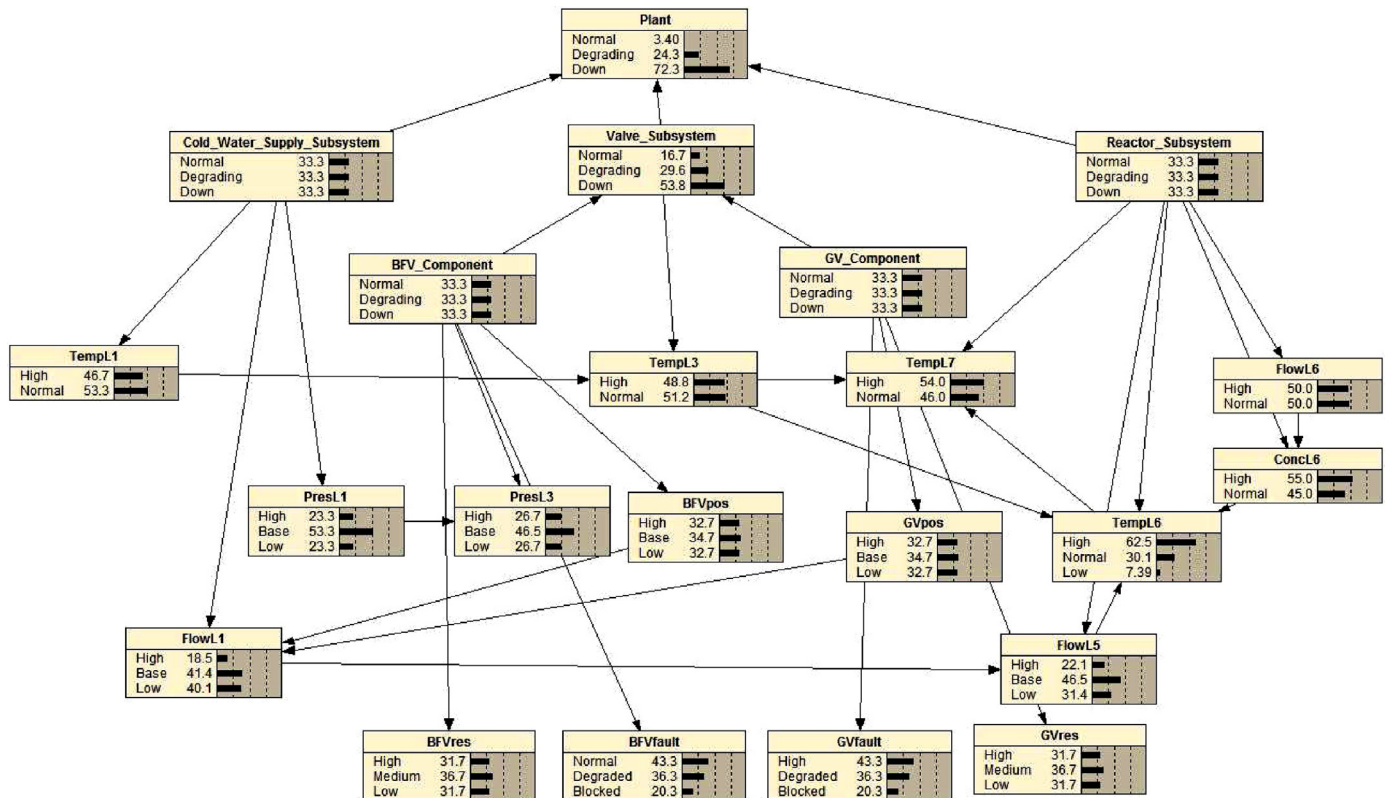 Plant
Normal 3.40
Degrading 24.3
Down 72.3
Cold_Water_Supply_Subsystem
Normal 33.3
Degrading 33.3
Down 33.3
Valve_Subsystem
Normal 16.7
Degrading 29.6
Down 53.8
Reactor_Subsystem
Normal 33.3
Degrading 33.3
Down 33.3
BFV_Component
Normal 33.3
Degrading 33.3
Down 33.3
GV_Component
Normal 33.3
Degrading 33.3
Down 33.3
TempL1
High 46.7
Normal 53.3
TempL3
High 48.8
Normal 51.2
TempL7
High 54.0
Normal 46.0
FlowL6
High 50.0
Normal 50.0
ConcL6
High 55.0
Normal 45.0
PresL1
High 23.3
Base 53.3
Low 23.3
PresL3
High 26.7
Base 46.5
Low 26.7
BFVpos
High 32.7
Base 34.7
Low 32.7
GVpos
High 32.7
Base 34.7
Low 32.7
TempL6
High 62.5
Normal 30.1
Low 7.39
FlowL1
High 18.5
Base 41.4
Low 40.1
FlowL5
High 22.1
Base 46.5
Low 31.4
BFVres
High 31.7
Medium 36.7
Low 31.7
BFVfault
Normal 43.3
Degraded 36.3
Blocked 20.3
GVfault
High 43.3
Degraded 36.3
Blocked 20.3
GVres
High 31.7
Medium 36.7
Low 31.7